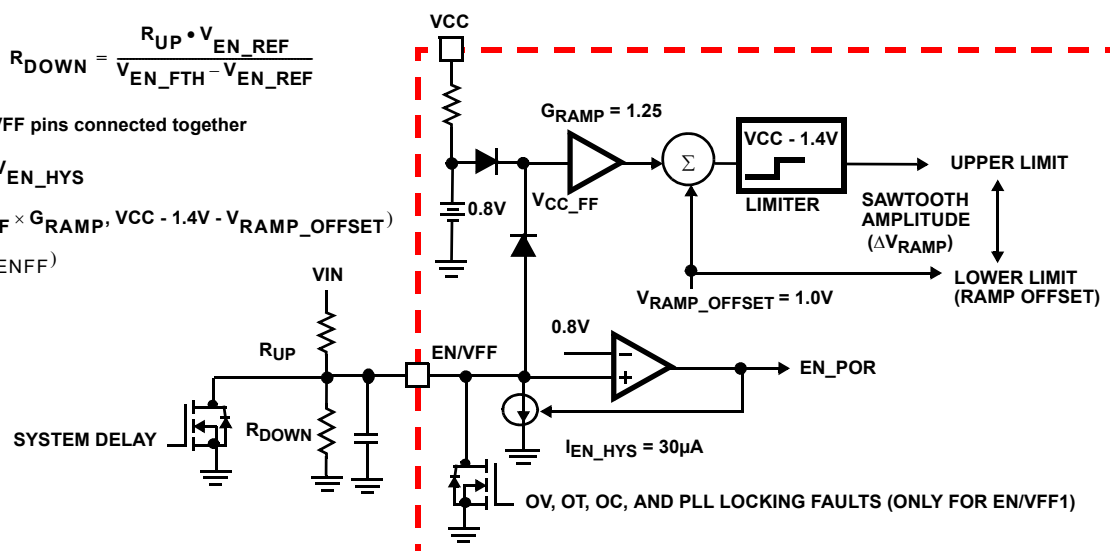 VCC
R_DOWN = R_UP • V_EN_REF / V_EN_FTH – V_EN_REF
G_RAMP = 1.25
VFF pins connected together
VCC - 1.4V
Σ
UPPER LIMIT
V_EN_HYS
V_CC_FF
0.8V
LIMITER
SAWTOOTH
AMPLITUDE
(ΔV_RAMP)
F × G_RAMP, VCC - 1.4V - V_RAMP_OFFSET)
ENFF)
VIN
LOWER LIMIT
(RAMP OFFSET)
V_RAMP_OFFSET = 1.0V
0.8V
R_UP
EN/VFF
−
+
EN_POR
SYSTEM DELAY
R_DOWN
I_EN_HYS = 30µA
OV, OT, OC, AND PLL LOCKING FAULTS (ONLY FOR EN/VFF1)